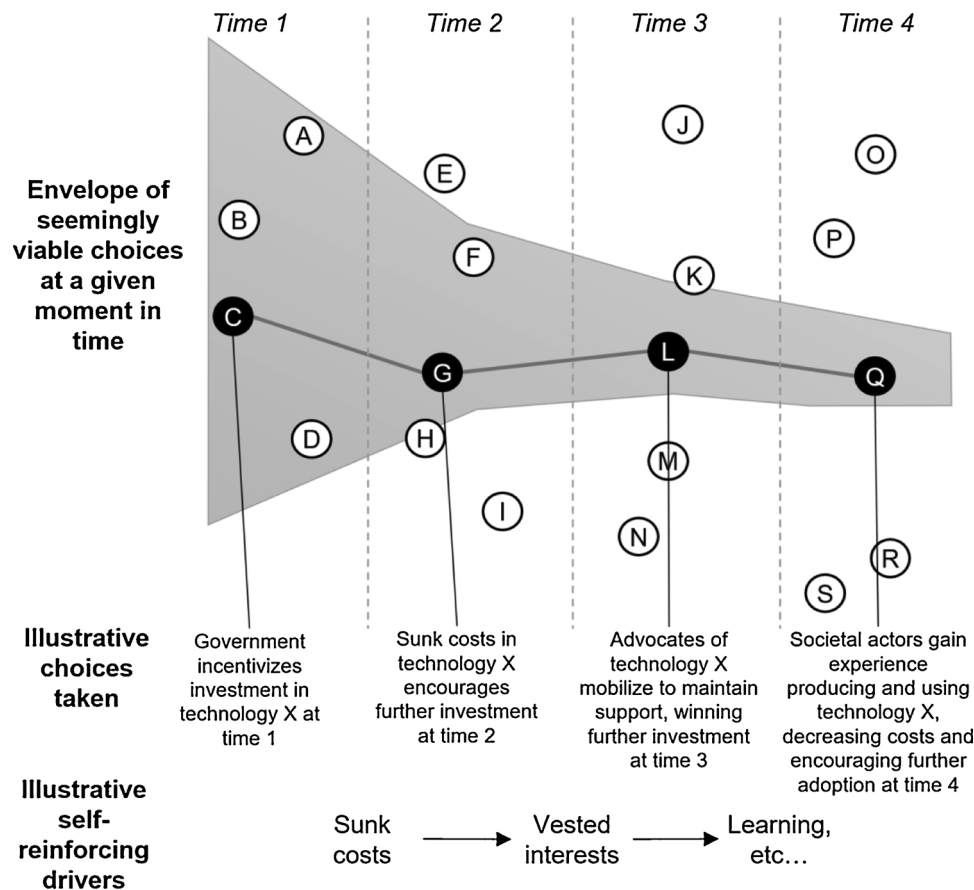 Time 1
Time 2
Time 3
Time 4
Envelope of
seemingly
viable choices
at a given
moment in
time
A
B
C
D
E
F
G
H
I
J
K
L
M
N
O
P
Q
R
S
Illustrative
choices
taken
Government
incentivizes
investment in
technology X at
time 1
Sunk costs in
technology X
encourages
further investment
at time 2
Advocates of
technology X
mobilize to maintain
support, winning
further investment
at time 3
Societal actors gain
experience
producing and using
technology X,
decreasing costs and
encouraging further
adoption at time 4
Illustrative
self-
reinforcing
drivers
Sunk
costs
Vested
interests
Learning,
etc...